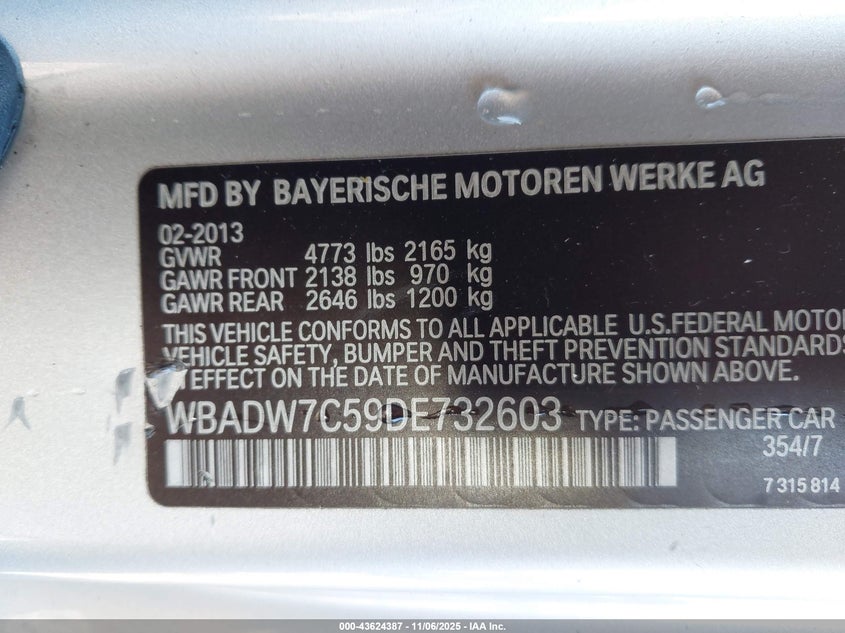 MFD BY BAYERISCHE MOTOREN WERKE AG
02-2013
GVWR 4773 lbs 2165 kg
GAWR FRONT 2138 lbs 970 kg
GAWR REAR 2646 lbs 1200 kg
THIS VEHICLE CONFORMS TO ALL APPLICABLE U.S.FEDERAL MOTOR
VEHICLE SAFETY, BUMPER AND THEFT PREVENTION STANDARDS
EFFECT ON THE DATE OF MANUFACTURE SHOWN ABOVE.
WBADW7C59DE732603 TYPE: PASSENGER CAR
354/7
7 315 814
000-43624387 - 11/06/2025 - IAA Inc.